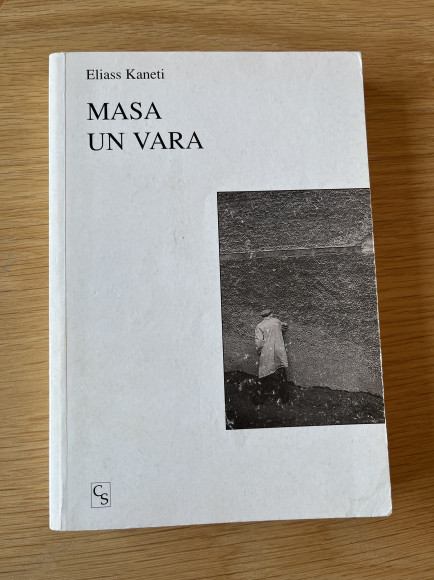 Eliass Kaneti
MASA
UN VARA
CS